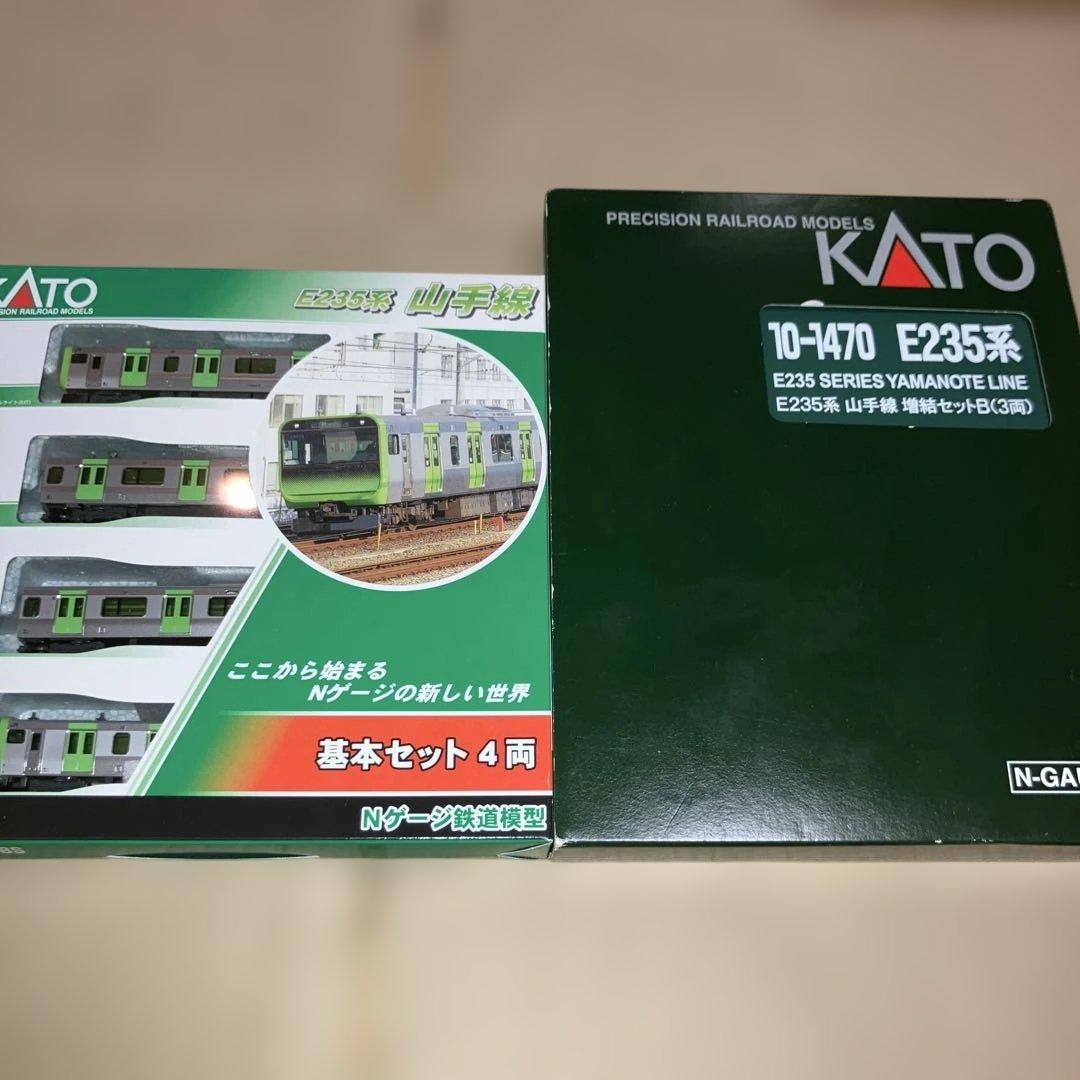 KATO
PRECISION RAILROAD MODELS
E235系 山手線
ここから始まる
Nゲージの新しい世界
基本セット 4両
Nゲージ鉄道模型
PRECISION RAILROAD MODELS
KATO
10-1470 E235系
E235 SERIES YAMANOTE LINE
E235系 山手線 増結セットB(3両)